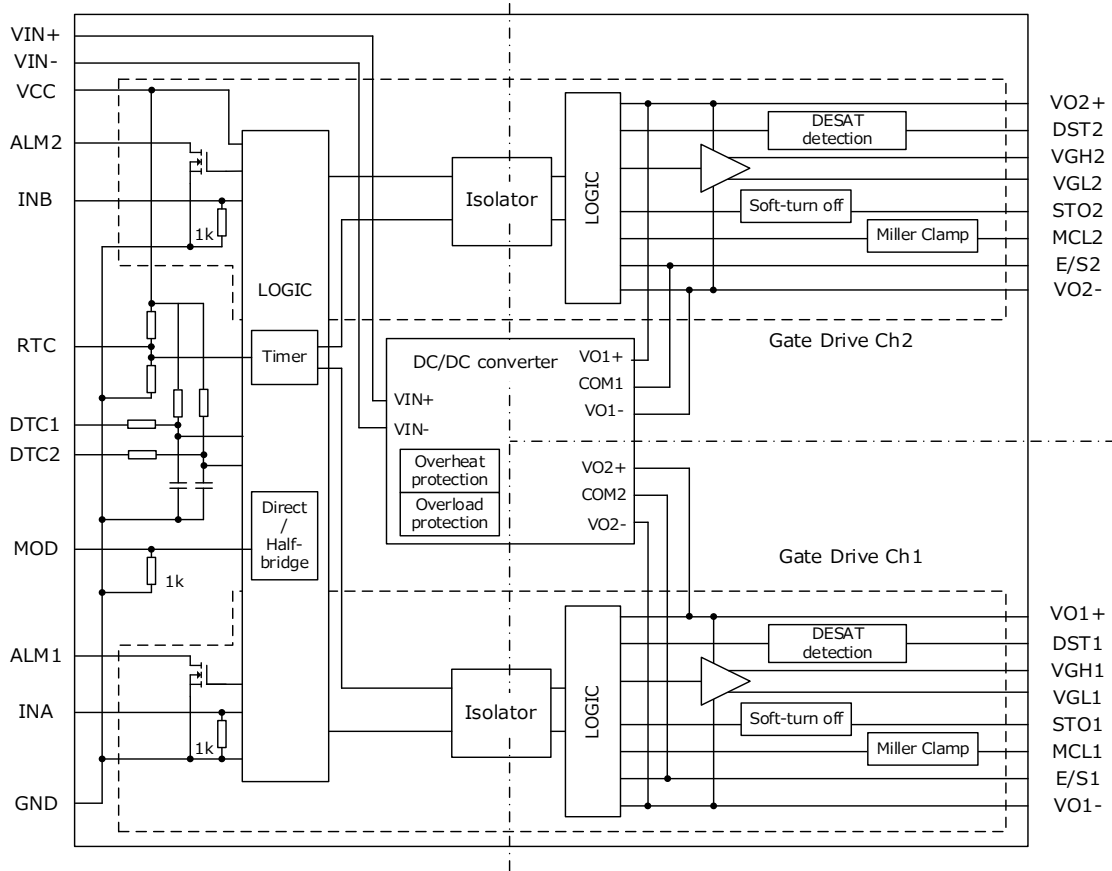 VIN+
VIN-
VCC
ALM2
INB
RTC
DTC1
DTC2
MOD
ALM1
INA
GND
1k
1k
1k
LOGIC
Timer
Direct
/
Half-
bridge
Isolator
LOGIC
DESAT
detection
Soft-turn off
Miller Clamp
VO2+
DST2
VGH2
VGL2
STO2
MCL2
E/S2
VO2-
Gate Drive Ch2
DC/DC converter
VIN+
VIN-
Overheat
protection
Overload
protection
VO1+
COM1
VO1-
VO2+
COM2
VO2-
Gate Drive Ch1
Isolator
LOGIC
DESAT
detection
Soft-turn off
Miller Clamp
VO1+
DST1
VGH1
VGL1
STO1
MCL1
E/S1
VO1-